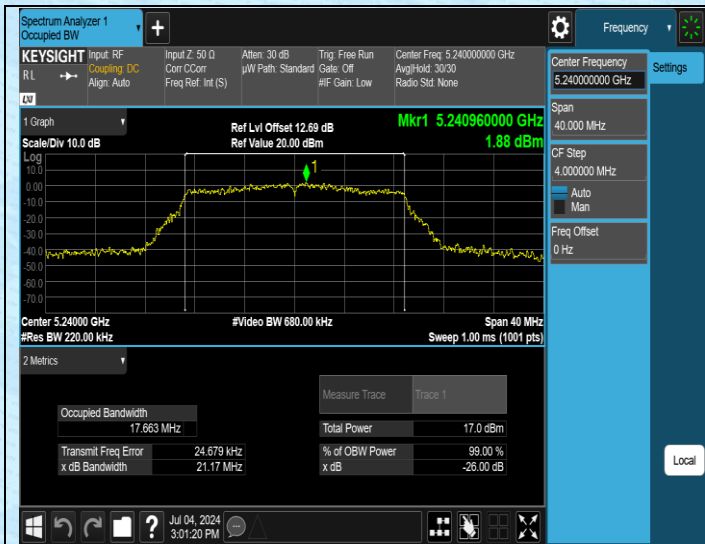 Spectrum Analyzer 1
Occupied BW
Frequency
KEYSIGHT
RL
LXI
Input: RF
Coupling: DC
Align: Auto
Input Z: 50 Ω
Corr CCorr
Freq Ref: Int (S)
Atten: 30 dB
µW Path: Standard
Trig: Free Run
Gate: Off
#IF Gain: Low
Center Freq: 5.240000000 GHz
Avg|Hold: 30/30
Radio Std: None
Center Frequency
5.240000000 GHz
Settings
Span
40.000 MHz
CF Step
4.000000 MHz
Auto
Man
Freq Offset
0 Hz
Local
1 Graph
Scale/Div 10.0 dB
Ref Lvl Offset 12.69 dB
Ref Value 20.00 dBm
Mkr1 5.240960000 GHz
1.88 dBm
Log
10.0
0.00
-10.0
-20.0
-30.0
-40.0
-50.0
-60.0
-70.0
1
Center 5.24000 GHz
#Res BW 220.00 kHz
#Video BW 680.00 kHz
Span 40 MHz
Sweep 1.00 ms (1001 pts)
2 Metrics
Measure Trace
Trace 1
Occupied Bandwidth
17.663 MHz
Total Power
17.0 dBm
Transmit Freq Error
24.679 kHz
% of OBW Power
99.00 %
x dB Bandwidth
21.17 MHz
x dB
-26.00 dB
Jul 04, 2024
3:01:20 PM